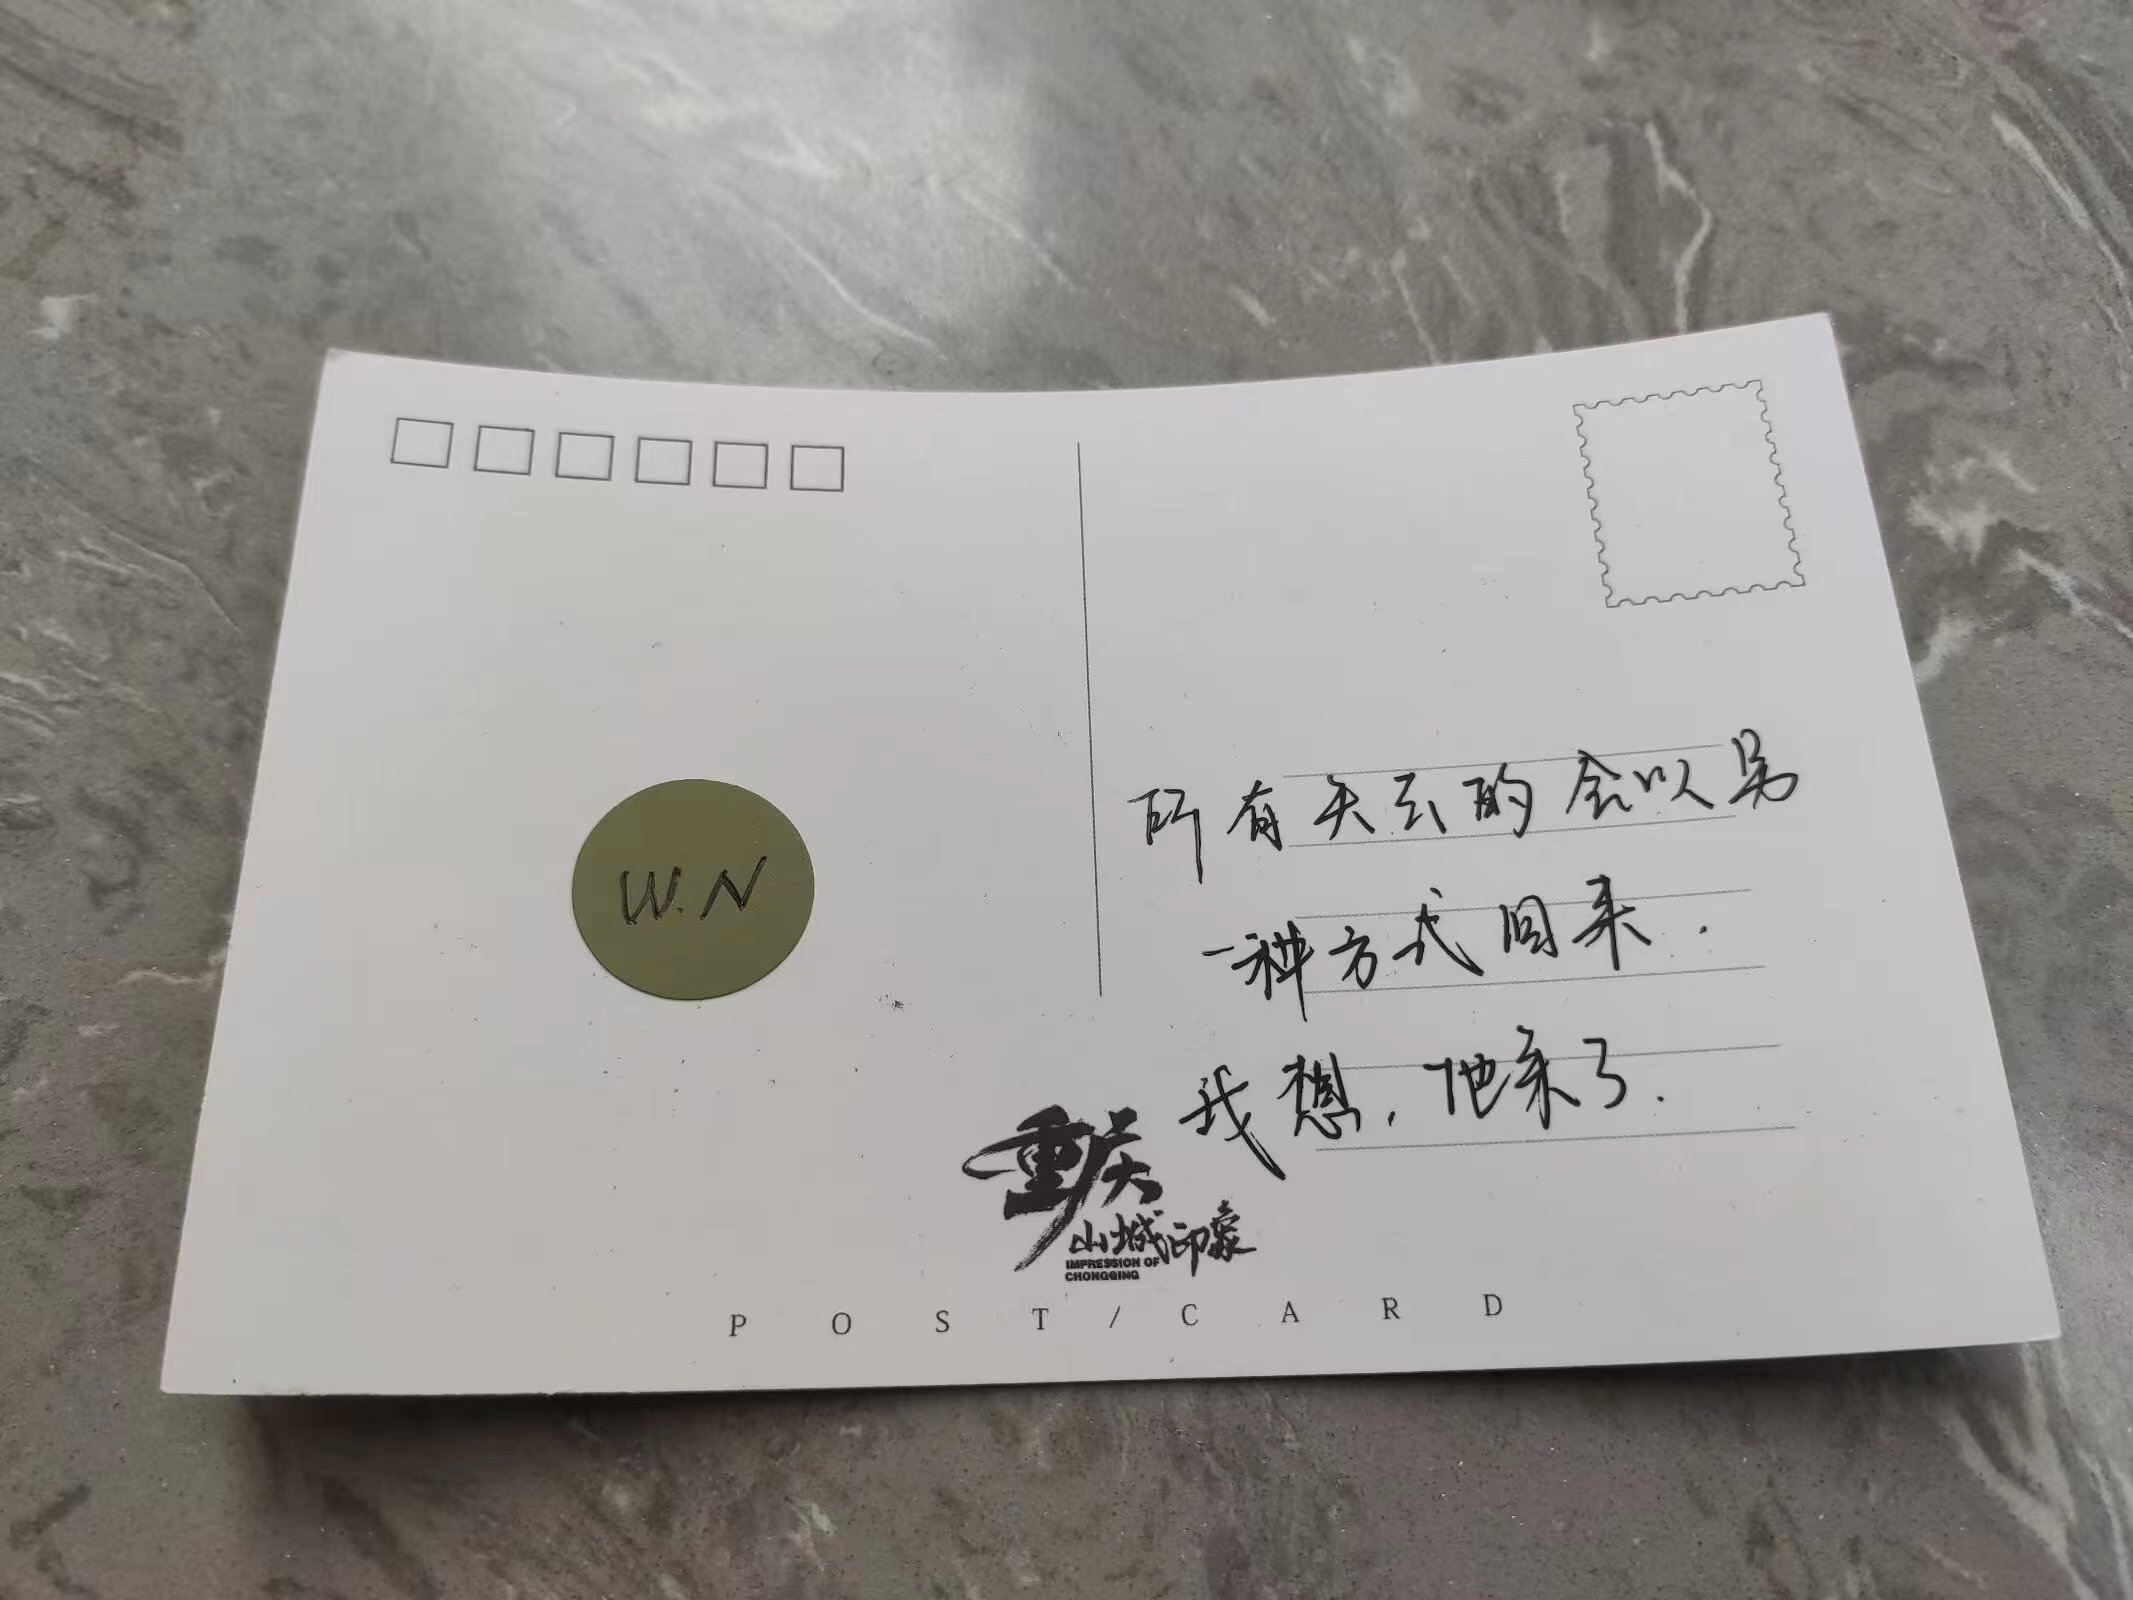 W.N
所有失去的会以另
一种方式回来.
我想,他来了.
重庆
山城印象
IMPRESSION OF
CHONGQING
POST/CARD